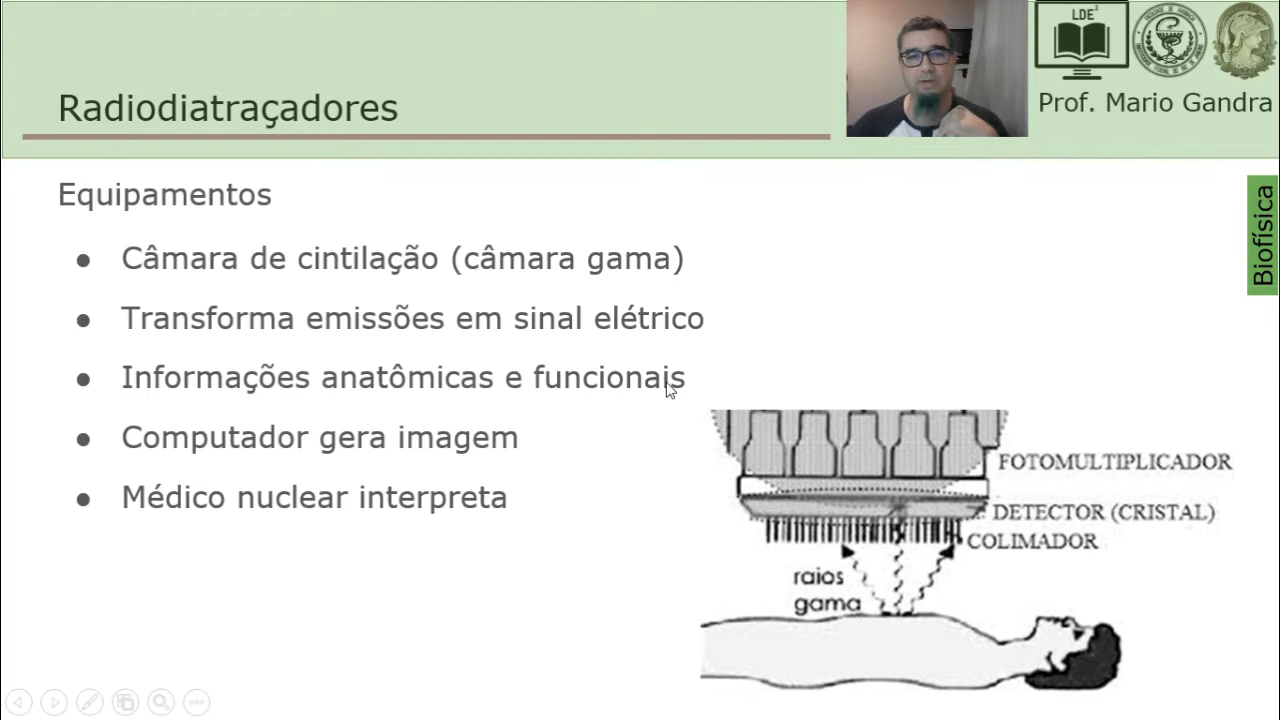 LDE²
Prof. Mario Gandra
Radiodiatraçadores
Equipamentos
● Câmara de cintilação (câmara gama)
● Transforma emissões em sinal elétrico
● Informações anatômicas e funcionais
● Computador gera imagem
● Médico nuclear interpreta
Biofísica
FOTOMULTIPLICADOR
DETECTOR (CRISTAL)
COLIMADOR
raios
gama